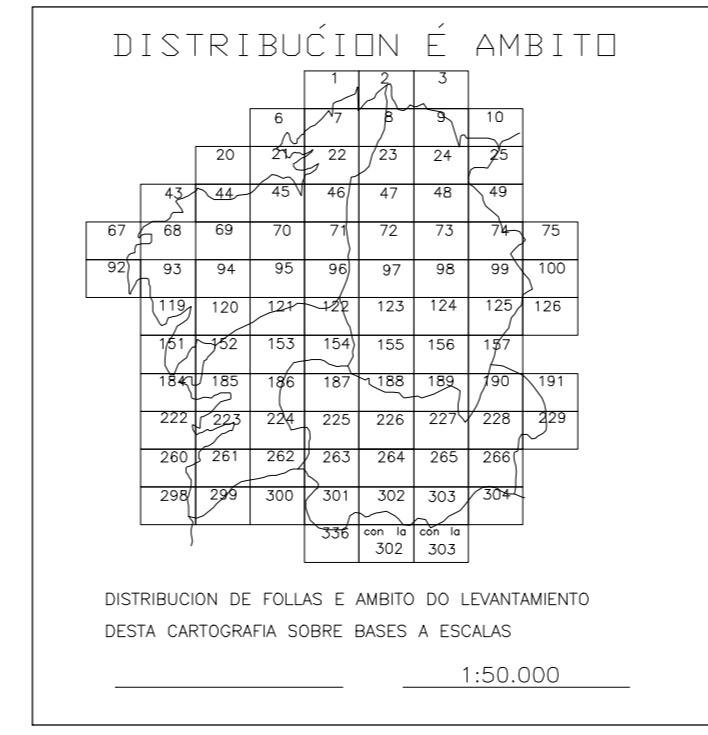 DISTRIBUĆION É AMBITO
1 2 3
6 7 8 9 10
20 21 22 23 24 25
43 44 45 46 47 48 49
67 68 69 70 71 72 73 74 75
92 93 94 95 96 97 98 99 100
119 120 121 122 123 124 125 126
151 152 153 154 155 156 157
184 185 186 187 188 189 190 191
222 223 224 225 226 227 228 229
260 261 262 263 264 265 266
298 299 300 301 302 303 304
336 con la con la
302 303
DISTRIBUCION DE FOLLAS E AMBITO DO LEVANTAMIENTO
DESTA CARTOGRAFIA SOBRE BASES A ESCALAS
1:50.000